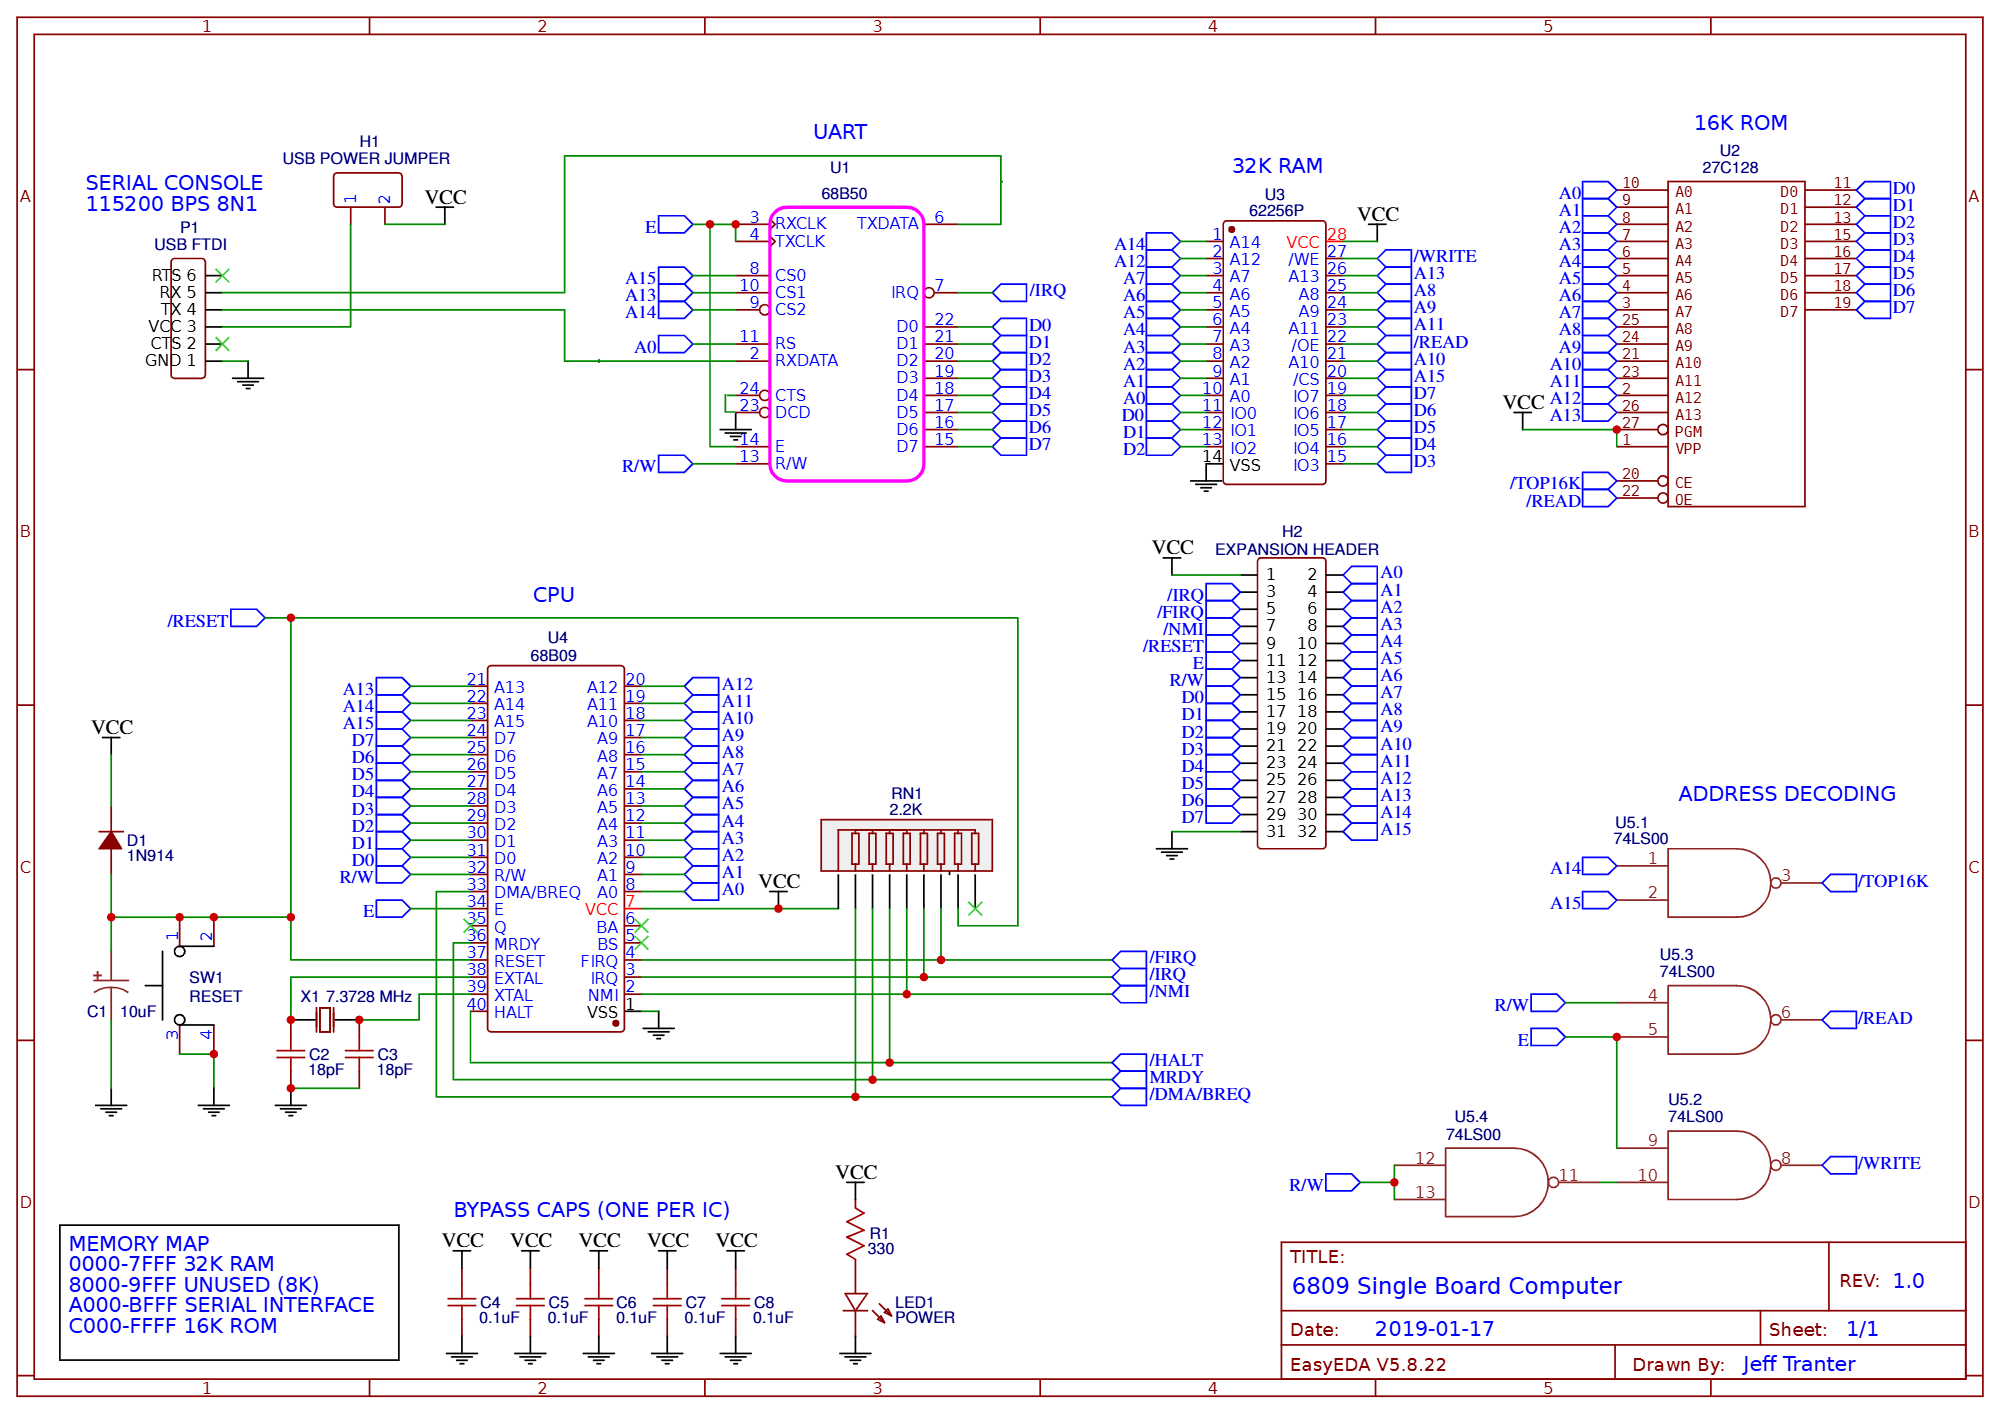 1 2 3 4 5
A
B
C
D
A
B
C
D
SERIAL CONSOLE
115200 BPS 8N1
P1
USB FTDI
RTS 6
RX 5
TX 4
VCC 3
CTS 2
GND 1
H1
USB POWER JUMPER
1 2
VCC
UART
U1
68B50
E 3 RXCLK TXDATA 6
4 TXCLK
A15 8 CS0
A13 10 CS1 IRQ 7 /IRQ
A14 9 CS2
D0 22 D0
A0 11 RS D1 21 D1
2 RXDATA D2 20 D2
D3 19 D3
24 CTS D4 18 D4
23 DCD D5 17 D5
D6 16 D6
14 E D7 15 D7
R/W 13 R/W
32K RAM
U3
62256P
VCC
A14 1 A14 VCC 28
A12 2 A12 /WE 27 /WRITE
A7 3 A7 A13 26 A13
A6 4 A6 A8 25 A8
A5 5 A5 A9 24 A9
A4 6 A4 A11 23 A11
A3 7 A3 /OE 22 /READ
A2 8 A2 A10 21 A10
A1 9 A1 /CS 20 A15
A0 10 A0 IO7 19 D7
D0 11 IO0 IO6 18 D6
D1 12 IO1 IO5 17 D5
D2 13 IO2 IO4 16 D4
14 VSS IO3 15 D3
16K ROM
U2
27C128
A0 10 A0 D0 11 D0
A1 9 A1 D1 12 D1
A2 8 A2 D2 13 D2
A3 7 A3 D3 15 D3
A4 6 A4 D4 16 D4
A5 5 A5 D5 17 D5
A6 4 A6 D6 18 D6
A7 3 A7 D7 19 D7
A8 25 A8
A9 24 A9
A10 21 A10
A11 23 A11
A12 2 A12
A13 26 A13
VCC
27 PGM
1 VPP
/TOP16K 20 CE
/READ 22 OE
H2
EXPANSION HEADER
VCC
1 2 A0
/IRQ 3 4 A1
/FIRQ 5 6 A2
/NMI 7 8 A3
/RESET 9 10 A4
E 11 12 A5
R/W 13 14 A6
D0 15 16 A7
D1 17 18 A8
D2 19 20 A9
D3 21 22 A10
D4 23 24 A11
D5 25 26 A12
D6 27 28 A13
D7 29 30 A14
31 32 A15
CPU
/RESET
U4
68B09
A13 21 A13 A12 20 A12
A14 22 A14 A11 19 A11
A15 23 A15 A10 18 A10
D7 24 D7 A9 17 A9
D6 25 D6 A8 16 A8
D5 26 D5 A7 15 A7
D4 27 D4 A6 14 A6
D3 28 D3 A5 13 A5
D2 29 D2 A4 12 A4
D1 30 D1 A3 11 A3
D0 31 D0 A2 10 A2
R/W 32 R/W A1 9 A1
33 DMA/BREQ A0 8 A0
E 34 E VCC 7
35 Q BA 6
36 MRDY BS 5
37 RESET FIRQ 4 /FIRQ
38 EXTAL IRQ 3 /IRQ
39 XTAL NMI 2 /NMI
40 HALT VSS 1
VCC
RN1
2.2K
/HALT
MRDY
/DMA/BREQ
VCC
D1
1N914
1 2
SW1
RESET
3 4
C1 10uF
+
X1 7.3728 MHz
C2
18pF
C3
18pF
ADDRESS DECODING
U5.1
74LS00
A14 1
A15 2
3 /TOP16K
U5.3
74LS00
R/W 4
E 5
6 /READ
U5.2
74LS00
9
10
8 /WRITE
U5.4
74LS00
R/W 12
13
11
BYPASS CAPS (ONE PER IC)
VCC VCC VCC VCC VCC
C4
0.1uF
C5
0.1uF
C6
0.1uF
C7
0.1uF
C8
0.1uF
VCC
R1
330
LED1
POWER
MEMORY MAP
0000-7FFF 32K RAM
8000-9FFF UNUSED (8K)
A000-BFFF SERIAL INTERFACE
C000-FFFF 16K ROM
TITLE:
6809 Single Board Computer
REV: 1.0
Date: 2019-01-17
Sheet: 1/1
EasyEDA V5.8.22
Drawn By: Jeff Tranter
1 2 3 4 5